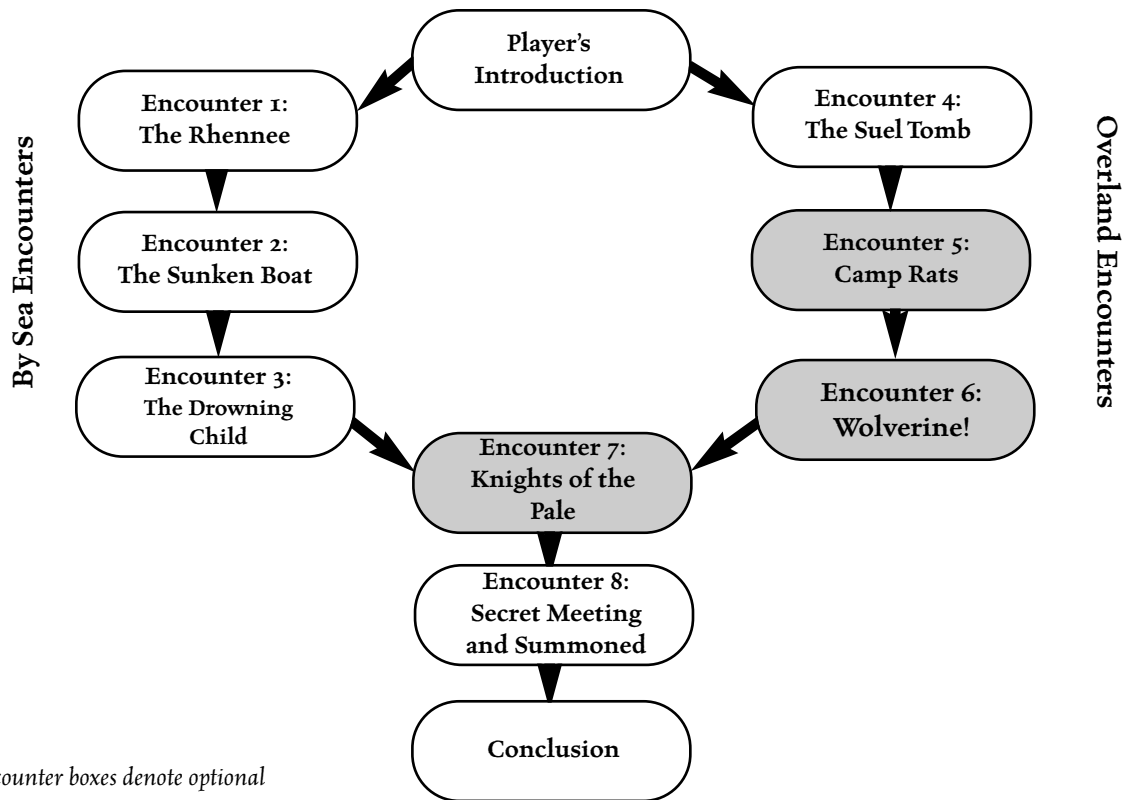 Player's
Introduction
Encounter 1:
The Rhennee
Encounter 4:
The Suel Tomb
By Sea Encounters
Overland Encounters
Encounter 2:
The Sunken Boat
Encounter 5:
Camp Rats
Encounter 3:
The Drowning
Child
Encounter 6:
Wolverine!
Encounter 7:
Knights of the
Pale
Encounter 8:
Secret Meeting
and Summoned
Conclusion
counter boxes denote optional